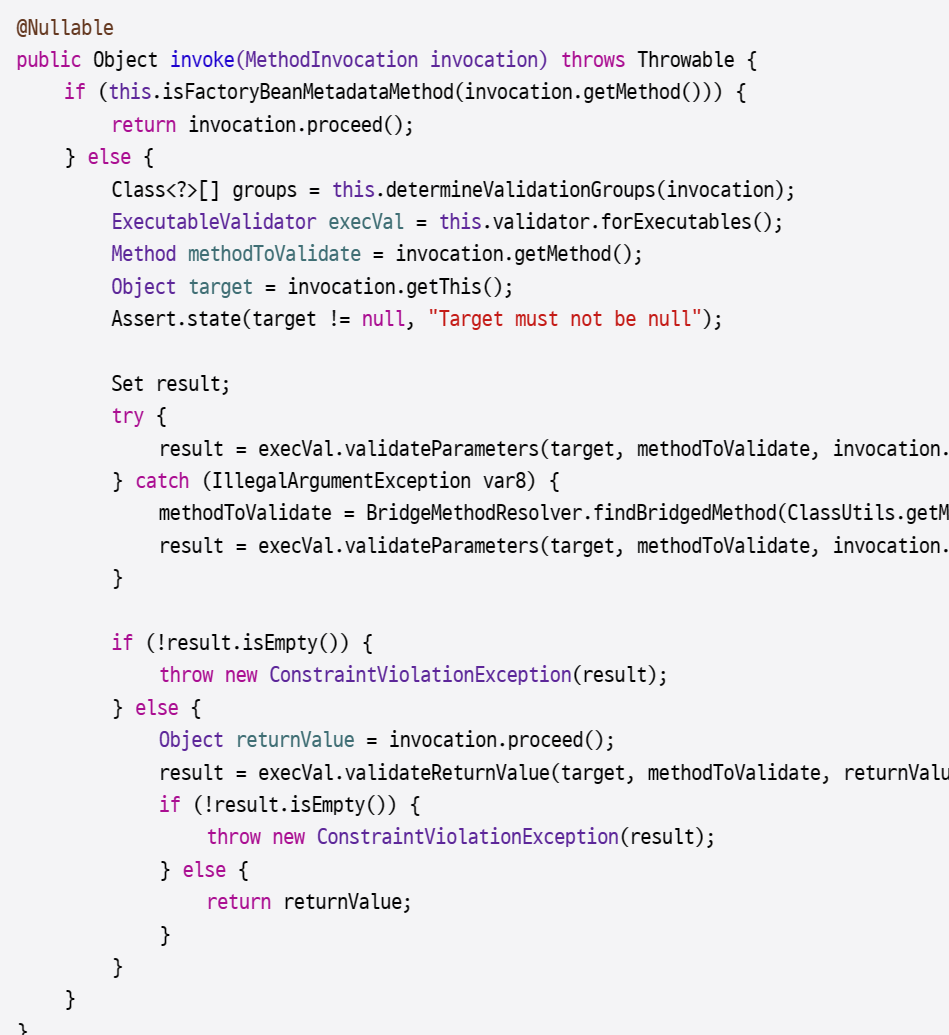 @Nullable
public Object invoke(MethodInvocation invocation) throws Throwable {
if (this.isFactoryBeanMetadataMethod(invocation.getMethod())) {
return invocation.proceed();
} else {
Class<?>[] groups = this.determineValidationGroups(invocation);
ExecutableValidator execVal = this.validator.forExecutables();
Method methodToValidate = invocation.getMethod();
Object target = invocation.getThis();
Assert.state(target != null, "Target must not be null");
Set result;
try {
result = execVal.validateParameters(target, methodToValidate, invocation.
} catch (IllegalArgumentException var8) {
methodToValidate = BridgeMethodResolver.findBridgedMethod(ClassUtils.getM
result = execVal.validateParameters(target, methodToValidate, invocation.
}
if (!result.isEmpty()) {
throw new ConstraintViolationException(result);
} else {
Object returnValue = invocation.proceed();
result = execVal.validateReturnValue(target, methodToValidate, returnValu
if (!result.isEmpty()) {
throw new ConstraintViolationException(result);
} else {
return returnValue;
}
}
}
}